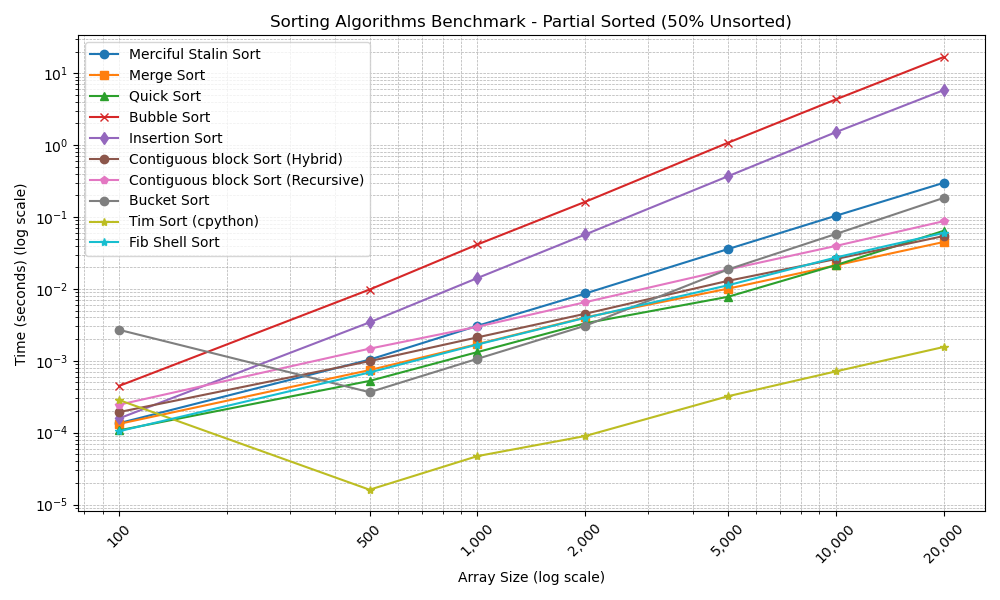 Sorting Algorithms Benchmark - Partial Sorted (50% Unsorted)
Time (seconds) (log scale)
10¹
10⁰
10⁻¹
10⁻²
10⁻³
10⁻⁴
10⁻⁵
Merciful Stalin Sort
Merge Sort
Quick Sort
Bubble Sort
Insertion Sort
Contiguous block Sort (Hybrid)
Contiguous block Sort (Recursive)
Bucket Sort
Tim Sort (cpython)
Fib Shell Sort
100 500 1,000 2,000 5,000 10,000 20,000
Array Size (log scale)